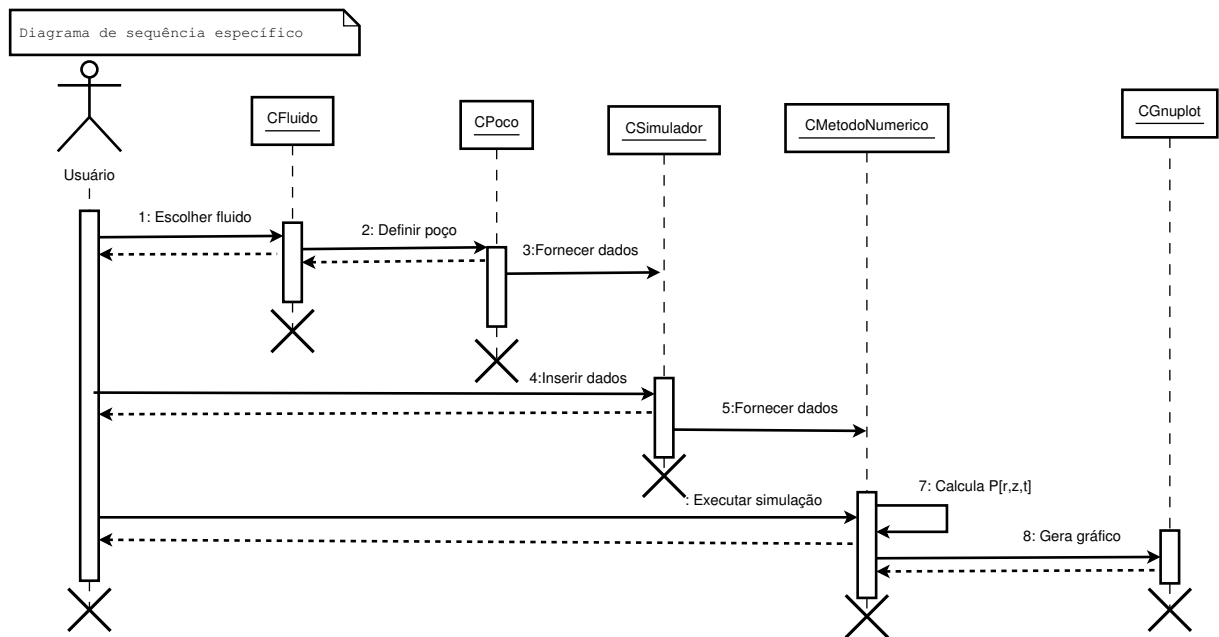 Diagrama de sequência específico
Usuário
CFluido
CPoco
CSimulador
CMetodoNumerico
CGnuplot
1: Escolher fluido
2: Definir poço
3:Fornecer dados
4:Inserir dados
5:Fornecer dados
: Executar simulação
7: Calcula P[r,z,t]
8: Gera gráfico